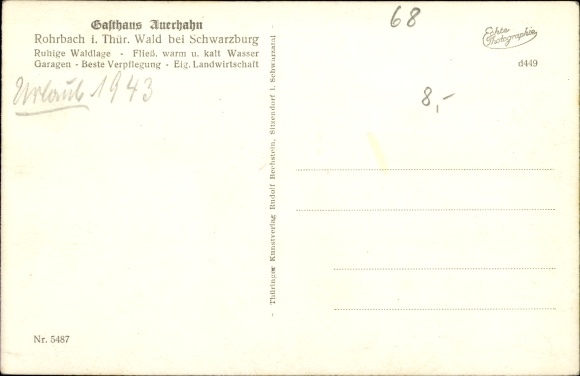 Gasthaus Auerhahn
Rohrbach i. Thür. Wald bei Schwarzburg
Ruhige Waldlage - Fließ. warm u. kalt Wasser
Garagen - Beste Verpflegung - Eig. Landwirtschaft
Urlaub 1943
68
Echte
Photographie
d449
8,-
Thüringer Kunstverlag Rudolf Bechstein, Sitzendorf i. Schwarzatal
Nr. 5487